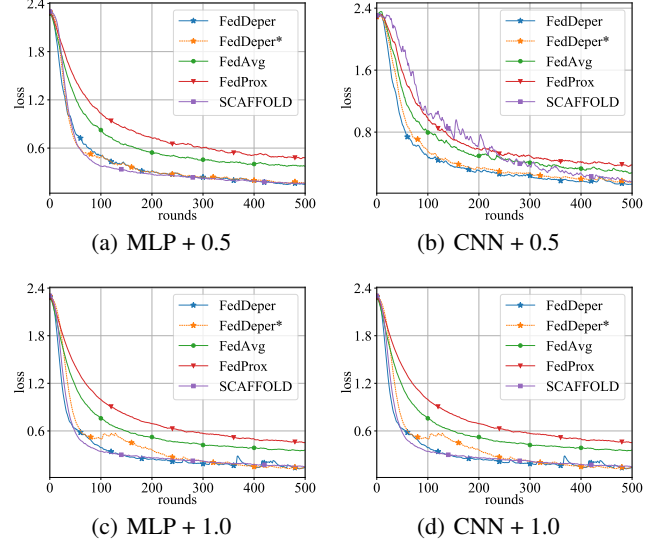 2.4
1.8
1.2
0.6
loss
FedDeper
FedDeper*
FedAvg
FedProx
SCAFFOLD
0 100 200 300 400 500
rounds
(a) MLP + 0.5
2.4
1.6
0.8
loss
FedDeper
FedDeper*
FedAvg
FedProx
SCAFFOLD
0 100 200 300 400 500
rounds
(b) CNN + 0.5
2.4
1.8
1.2
0.6
loss
FedDeper
FedDeper*
FedAvg
FedProx
SCAFFOLD
0 100 200 300 400 500
rounds
(c) MLP + 1.0
2.4
1.8
1.2
0.6
loss
FedDeper
FedDeper*
FedAvg
FedProx
SCAFFOLD
0 100 200 300 400 500
rounds
(d) CNN + 1.0